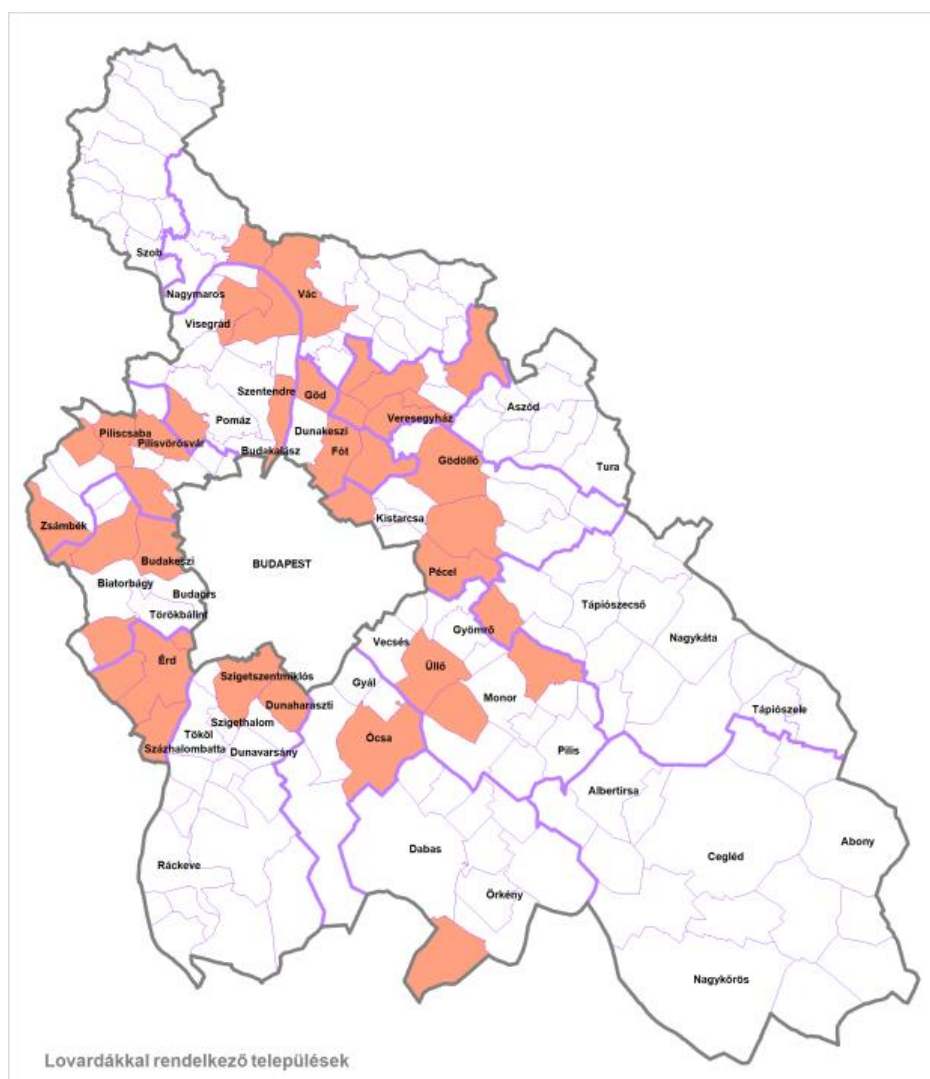 Szob
Nagymaros
Vác
Visegrád
Szentendre
Göd
Aszód
Veresegyház
Pomáz
Dunakeszi
Piliscsaba
Pilisvörösvár
Budakalász
Fót
Gödöllő
Tura
Zsámbék
Kistarcsa
Budakeszi
BUDAPEST
Pécel
Biatorbágy
Budaörs
Törökbálint
Tápiószecső
Gyömrő
Vecsés
Nagykáta
Érd
Szigetszentmiklós
Gyál
Üllő
Monor
Dunaharaszti
Tápiószele
Szigethalom
Tököl
Ócsa
Százhalombatta
Dunavarsány
Pilis
Albertirsa
Abony
Dabas
Cegléd
Ráckeve
Örkény
Nagykőrös
Lovardákkal rendelkező települések